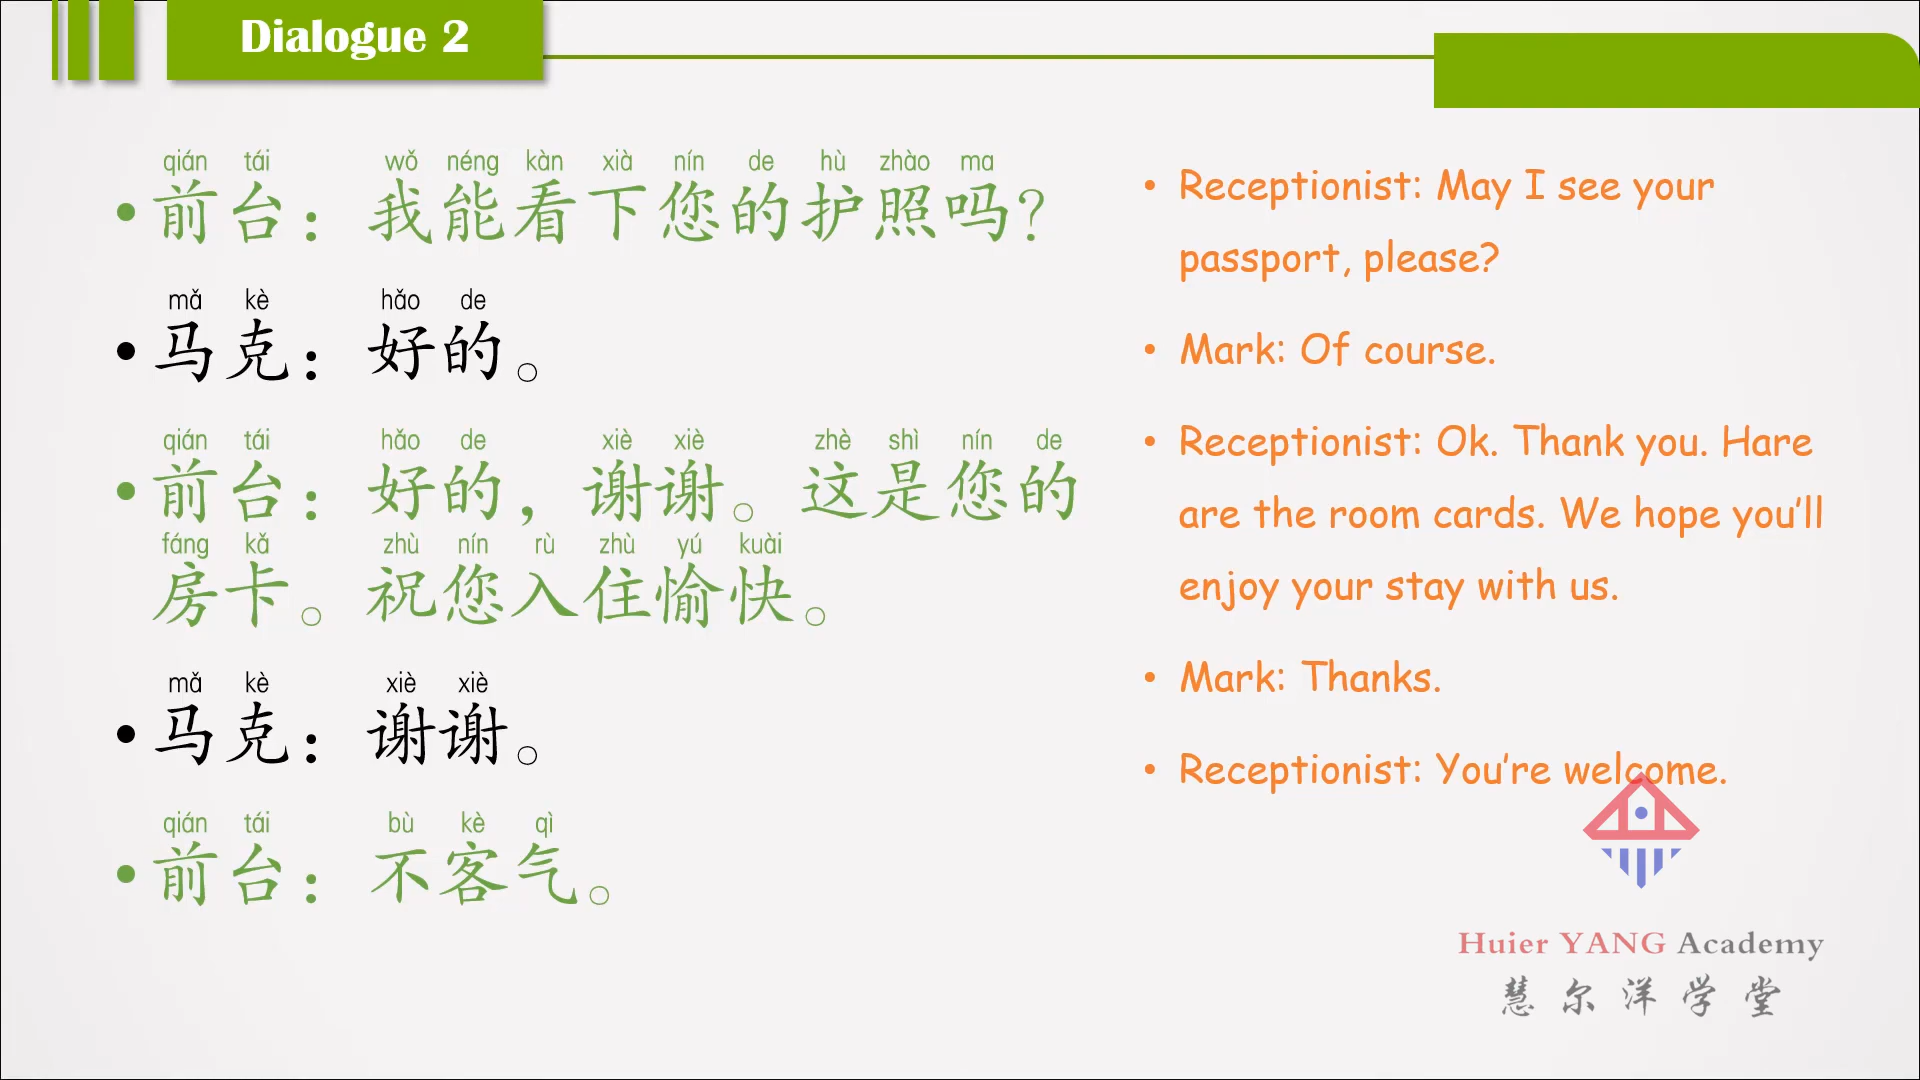 Dialogue 2
qián tái wǒ néng kàn xià nín de hù zhào ma
• 前台：我能看下您的护照吗？
mǎ kè hǎo de
• 马克：好的。
qián tái hǎo de xiè xiè zhè shì nín de
• 前台：好的，谢谢。这是您的
fáng kǎ zhù nín rù zhù yú kuài
房卡。祝您入住愉快。
mǎ kè xiè xiè
• 马克：谢谢。
qián tái bù kè qì
• 前台：不客气。
• Receptionist: May I see your
passport, please?
• Mark: Of course.
• Receptionist: Ok. Thank you. Hare
are the room cards. We hope you'll
enjoy your stay with us.
• Mark: Thanks.
• Receptionist: You're welcome.
Huier YANG Academy
慧尔洋学堂